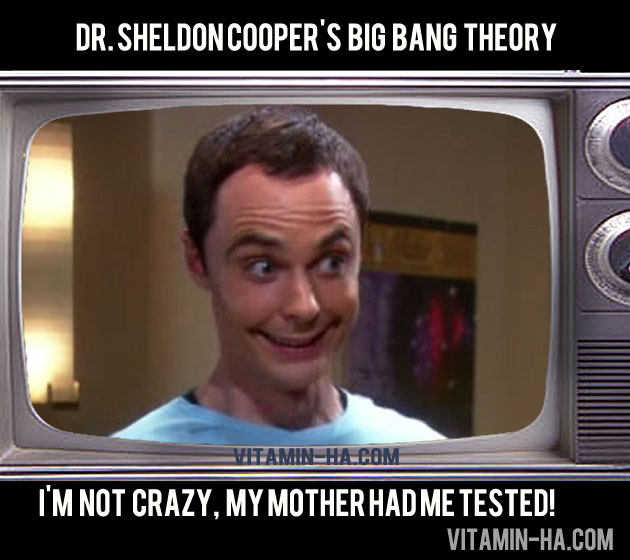 DR. SHELDON COOPER'S BIG BANG THEORY
VITAMIN-HA.COM
I'M NOT CRAZY, MY MOTHER HAD ME TESTED!
VITAMIN-HA.COM